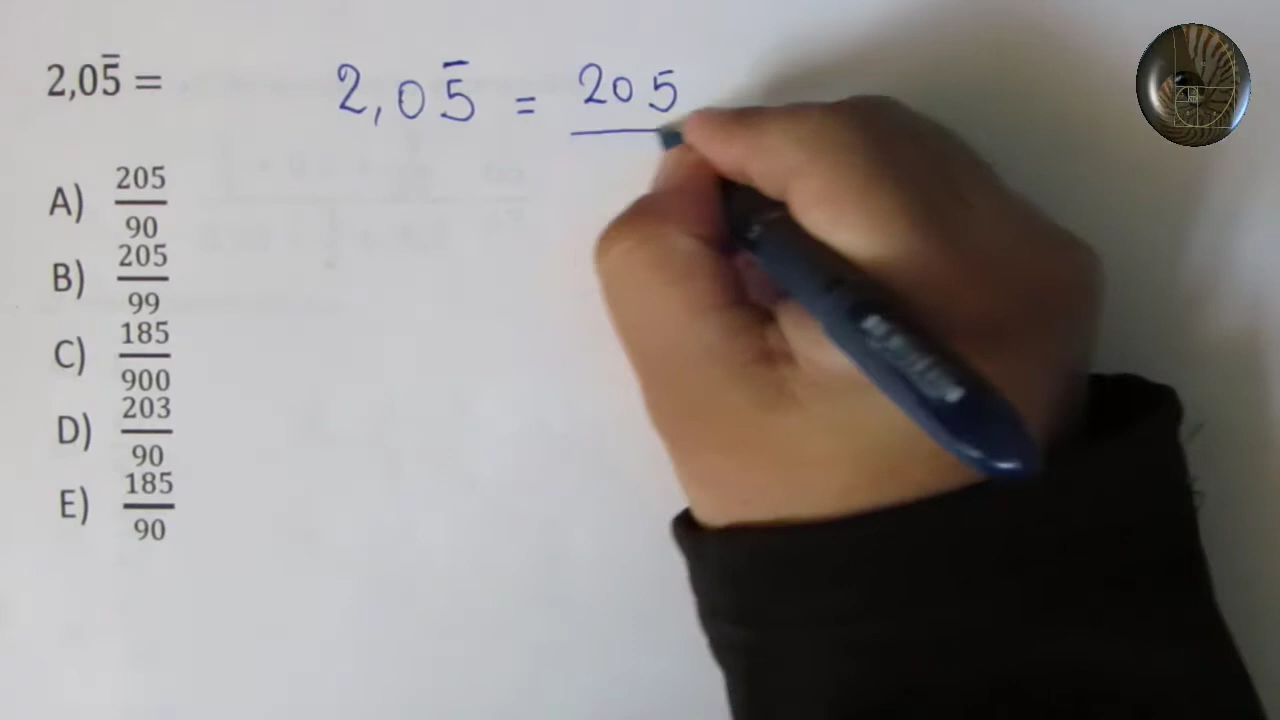 2,05̅ =
2,05̅ = 205
A) 205/90
B) 205/99
C) 185/900
D) 203/90
E) 185/90